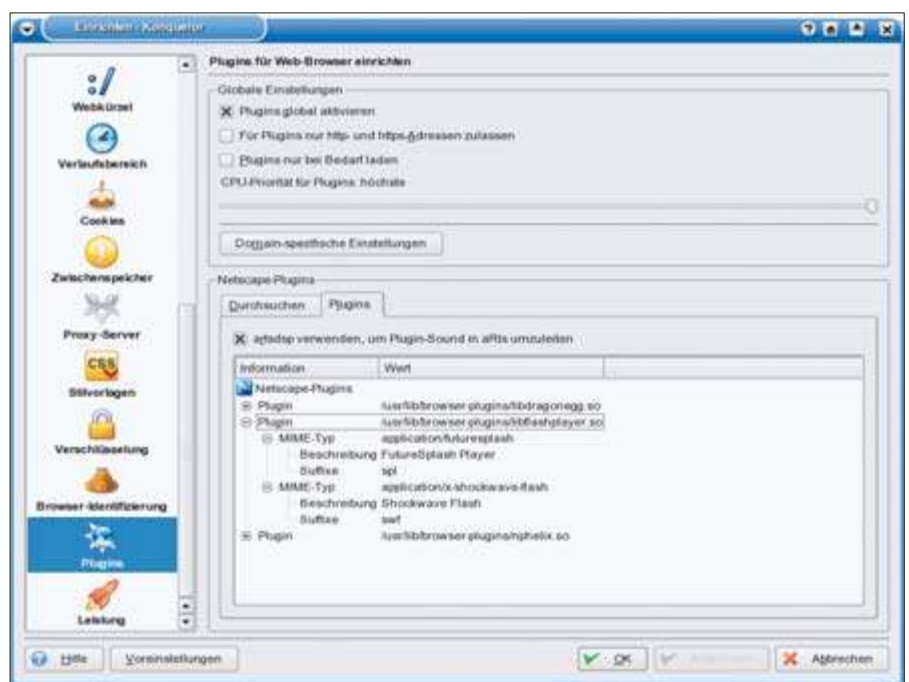 Einrichten - Konqueror
Webkürzel
Verlaufsbereich
Cookies
Zwischenspeicher
Proxy-Server
CSS
Stilvorlagen
Verschlüsselung
Browser-Identifizierung
Plugins
Leistung
Plugins für Web-Browser einrichten
Globale Einstellungen
Plugins global aktivieren
Für Plugins nur http- und https-Adressen zulassen
Plugins nur bei Bedarf laden
CPU-Priorität für Plugins: höchste
Domain-spezifische Einstellungen
Netscape-Plugins
Durchsuchen Plugins
artsdsp verwenden, um Plugin-Sound in aRts umzuleiten
Information Wert
Netscape-Plugins
Plugin /usr/lib/browser-plugins/libdragonegg.so
Plugin /usr/lib/browser-plugins/libflashplayer.so
MIME-Typ application/futuresplash
Beschreibung FutureSplash Player
Suffixe spl
MIME-Typ application/x-shockwave-flash
Beschreibung Shockwave Flash
Suffixe swf
Plugin /usr/lib/browser-plugins/nphelix.so
Hilfe Voreinstellungen OK Abbrechen